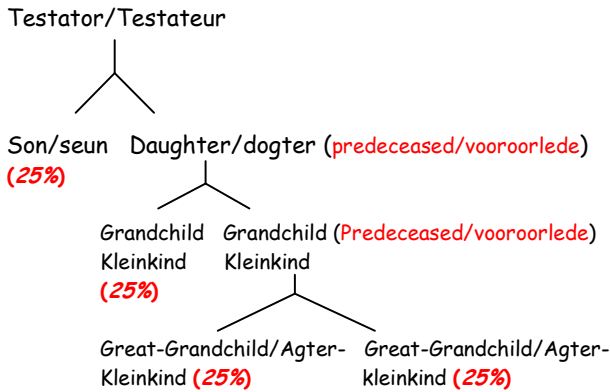 Testator/Testateur
Son/seun Daughter/dogter (predeceased/vooroorlede)
(25%)
Grandchild Grandchild (Predeceased/vooroorlede)
Kleinkind Kleinkind
(25%)
Great-Grandchild/Agter- Great-Grandchild/Agter-
Kleinkind (25%) kleinkind (25%)